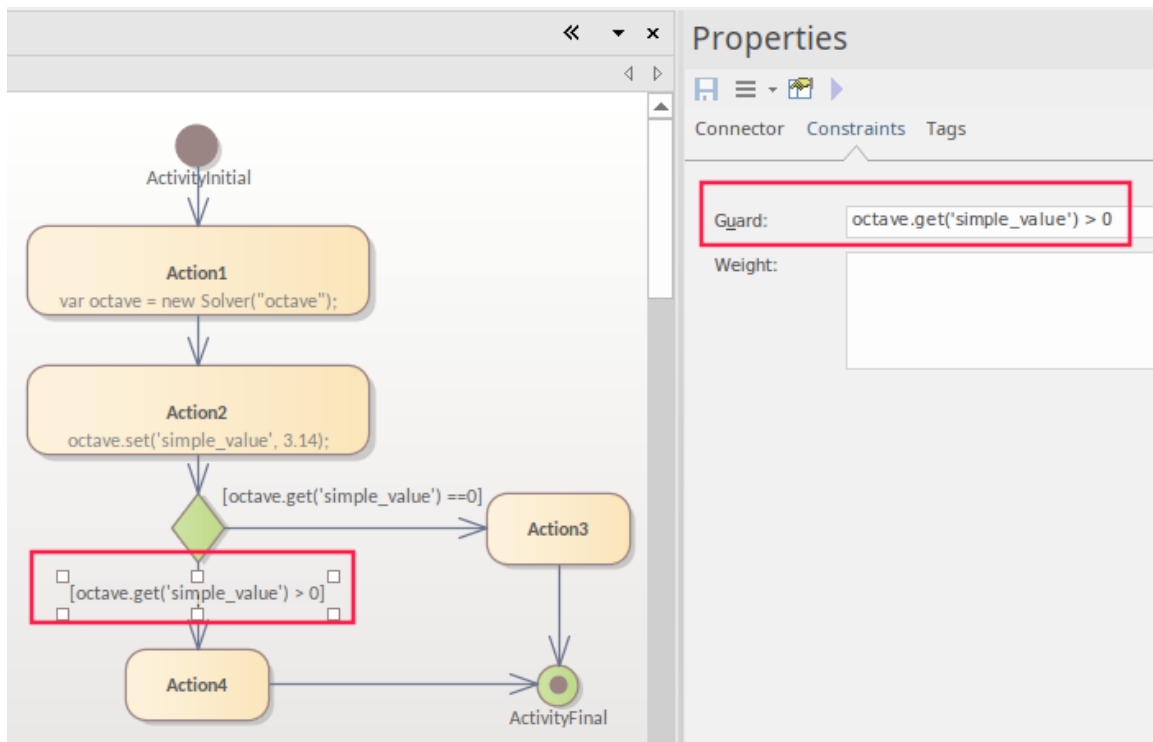 Properties
Connector Constraints Tags
Guard: octave.get('simple_value') > 0
Weight:
ActivityInitial
Action1
var octave = new Solver("octave");
Action2
octave.set('simple_value', 3.14);
[octave.get('simple_value') ==0]
Action3
[octave.get('simple_value') > 0]
Action4
ActivityFinal